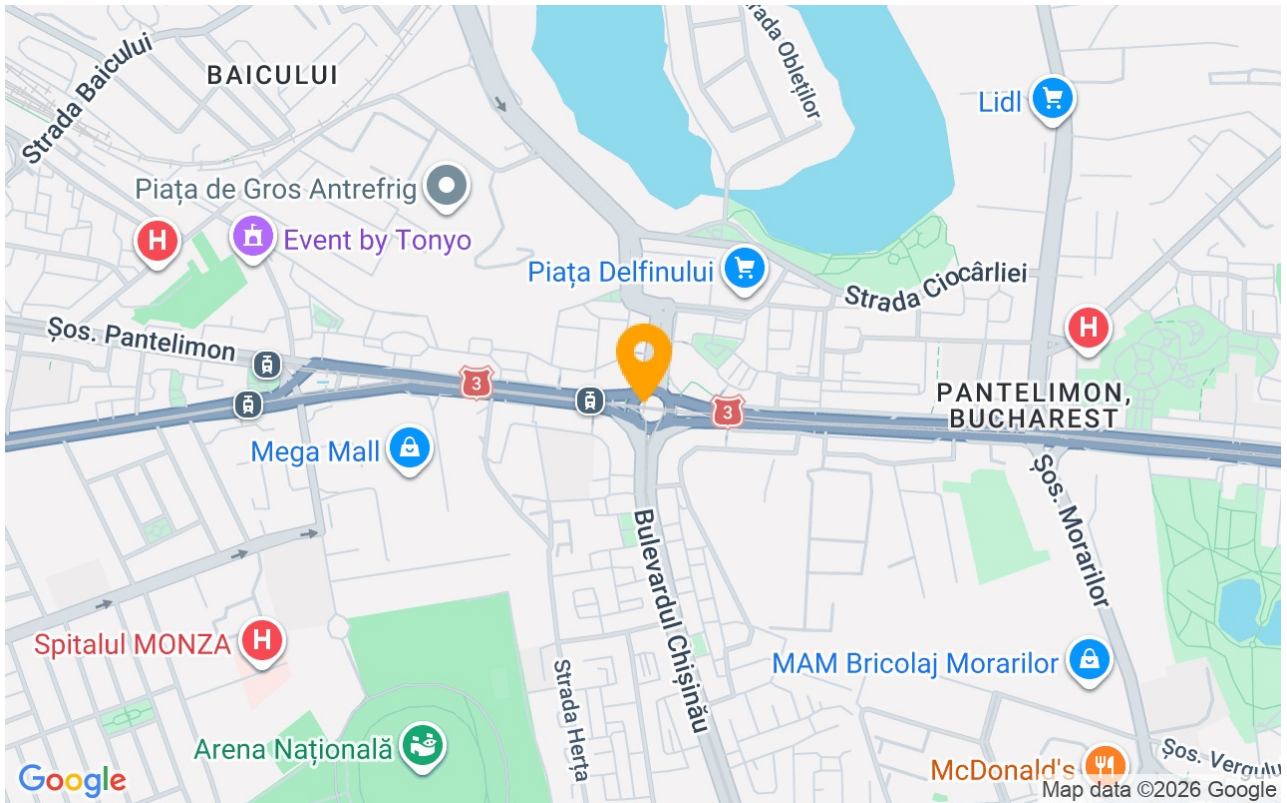 Strada Baicului
BAICULUI
Strada Obleților
Lidl
Piața de Gros Antrefrig
H
Event by Tonyo
Piața Delfinului
Strada Ciocârliei
H
Șos. Pantelimon
3
3
PANTELIMON,
BUCHAREST
Mega Mall
Șos. Morarilor
Bulevardul Chișinău
Spitalul MONZA
H
Strada Herța
MAM Bricolaj Morarilor
Arena Națională
Șos. Vergulu
McDonald's
Google
Map data ©2026 Google